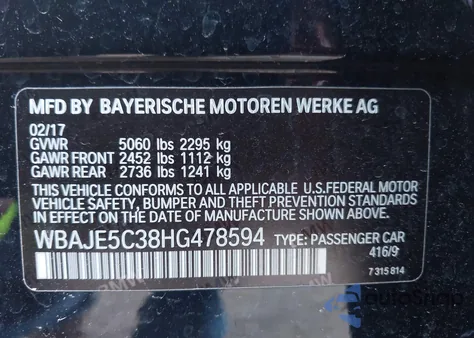 MFD BY BAYERISCHE MOTOREN WERKE AG
02/17
GVWR 5060 lbs 2295 kg
GAWR FRONT 2452 lbs 1112 kg
GAWR REAR 2736 lbs 1241 kg
THIS VEHICLE CONFORMS TO ALL APPLICABLE U.S.FEDERAL MOTOR
VEHICLE SAFETY, BUMPER AND THEFT PREVENTION STANDARDS
IN EFFECT ON THE DATE OF MANUFACTURE SHOWN ABOVE.
WBAJE5C38HG478594 TYPE: PASSENGER CAR
416/9
7 315 814